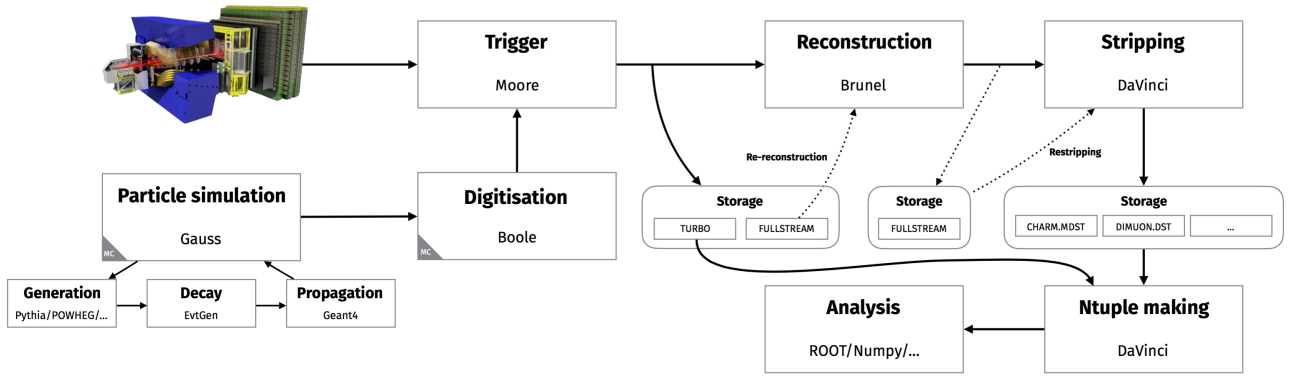 Trigger
Moore
Reconstruction
Brunel
Stripping
DaVinci
Re-reconstruction
Restripping
Particle simulation
Gauss
MC
Digitisation
Boole
MC
Storage
TURBO
FULLSTREAM
Storage
FULLSTREAM
Storage
CHARM.MDST
DIMUON.DST
...
Generation
Pythia/POWHEG/...
Decay
EvtGen
Propagation
Geant4
Analysis
ROOT/Numpy/...
Ntuple making
DaVinci